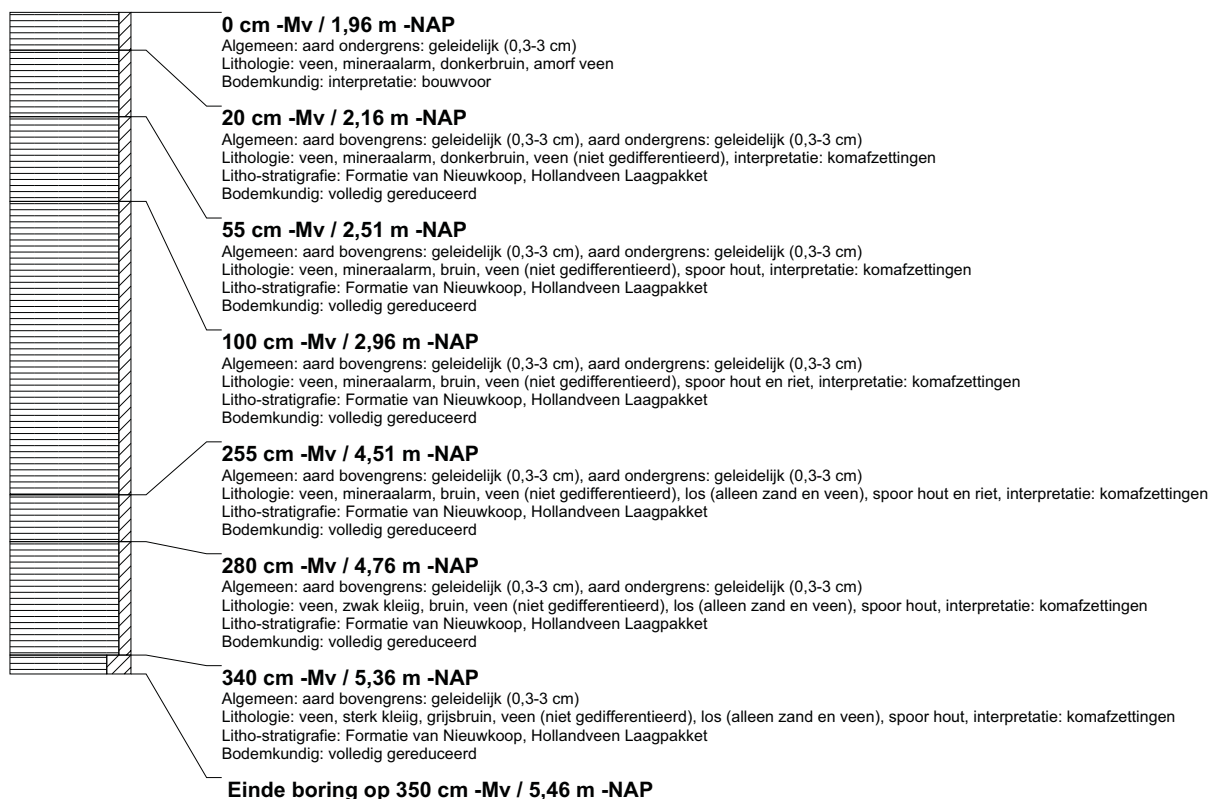 0 cm -Mv / 1,96 m -NAP
Algemeen: aard ondergrens: geleidelijk (0,3-3 cm)
Lithologie: veen, mineraalarm, donkerbruin, amorf veen
Bodemkundig: interpretatie: bouwvoor
20 cm -Mv / 2,16 m -NAP
Algemeen: aard bovengrens: geleidelijk (0,3-3 cm), aard ondergrens: geleidelijk (0,3-3 cm)
Lithologie: veen, mineraalarm, donkerbruin, veen (niet gedifferentieerd), interpretatie: komafzettingen
Litho-stratigrafie: Formatie van Nieuwkoop, Hollandveen Laagpakket
Bodemkundig: volledig gereduceerd
55 cm -Mv / 2,51 m -NAP
Algemeen: aard bovengrens: geleidelijk (0,3-3 cm), aard ondergrens: geleidelijk (0,3-3 cm)
Lithologie: veen, mineraalarm, bruin, veen (niet gedifferentieerd), spoor hout, interpretatie: komafzettingen
Litho-stratigrafie: Formatie van Nieuwkoop, Hollandveen Laagpakket
Bodemkundig: volledig gereduceerd
100 cm -Mv / 2,96 m -NAP
Algemeen: aard bovengrens: geleidelijk (0,3-3 cm), aard ondergrens: geleidelijk (0,3-3 cm)
Lithologie: veen, mineraalarm, bruin, veen (niet gedifferentieerd), spoor hout en riet, interpretatie: komafzettingen
Litho-stratigrafie: Formatie van Nieuwkoop, Hollandveen Laagpakket
Bodemkundig: volledig gereduceerd
255 cm -Mv / 4,51 m -NAP
Algemeen: aard bovengrens: geleidelijk (0,3-3 cm), aard ondergrens: geleidelijk (0,3-3 cm)
Lithologie: veen, mineraalarm, bruin, veen (niet gedifferentieerd), los (alleen zand en veen), spoor hout en riet, interpretatie: komafzettingen
Litho-stratigrafie: Formatie van Nieuwkoop, Hollandveen Laagpakket
Bodemkundig: volledig gereduceerd
280 cm -Mv / 4,76 m -NAP
Algemeen: aard bovengrens: geleidelijk (0,3-3 cm), aard ondergrens: geleidelijk (0,3-3 cm)
Lithologie: veen, zwak kleiig, bruin, veen (niet gedifferentieerd), los (alleen zand en veen), spoor hout, interpretatie: komafzettingen
Litho-stratigrafie: Formatie van Nieuwkoop, Hollandveen Laagpakket
Bodemkundig: volledig gereduceerd
340 cm -Mv / 5,36 m -NAP
Algemeen: aard bovengrens: geleidelijk (0,3-3 cm)
Lithologie: veen, sterk kleiig, grijsbruin, veen (niet gedifferentieerd), los (alleen zand en veen), spoor hout, interpretatie: komafzettingen
Litho-stratigrafie: Formatie van Nieuwkoop, Hollandveen Laagpakket
Bodemkundig: volledig gereduceerd
Einde boring op 350 cm -Mv / 5,46 m -NAP